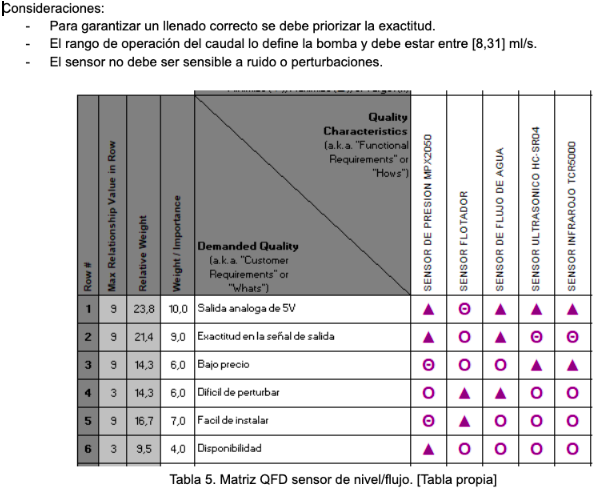 Consideraciones:
- Para garantizar un llenado correcto se debe priorizar la exactitud.
- El rango de operación del caudal lo define la bomba y debe estar entre [8,31] ml/s.
- El sensor no debe ser sensible a ruido o perturbaciones.
Quality
Characteristics
(a.k.a. "Functional
Requirements" or
"Hows")
Demanded Quality
(a.k.a. "Customer
Requirements" or
"Whats")
Row #
Max Relationship Value in Row
Relative Weight
Weight / Importance
SENSOR DE PRESION MPX2050
SENSOR FLOTADOR
SENSOR DE FLUJO DE AGUA
SENSOR ULTRASONICO HC-SR04
SENSOR INFRAROJO TCR5000
1 9 23,8 10,0 Salida analoga de 5V ▲ Θ ▲ ▲ ▲
2 9 21,4 9,0 Exactitud en la señal de salida ▲ Ο ▲ Θ Θ
3 9 14,3 6,0 Bajo precio Θ Ο Ο ▲ ▲
4 3 14,3 6,0 Dificil de perturbar Ο ▲ ▲ Ο Ο
5 9 16,7 7,0 Facil de instalar Θ ▲ Ο Ο Ο
6 3 9,5 4,0 Disponibilidad ▲ Ο Ο Ο Ο
Tabla 5. Matriz QFD sensor de nivel/flujo. [Tabla propia]